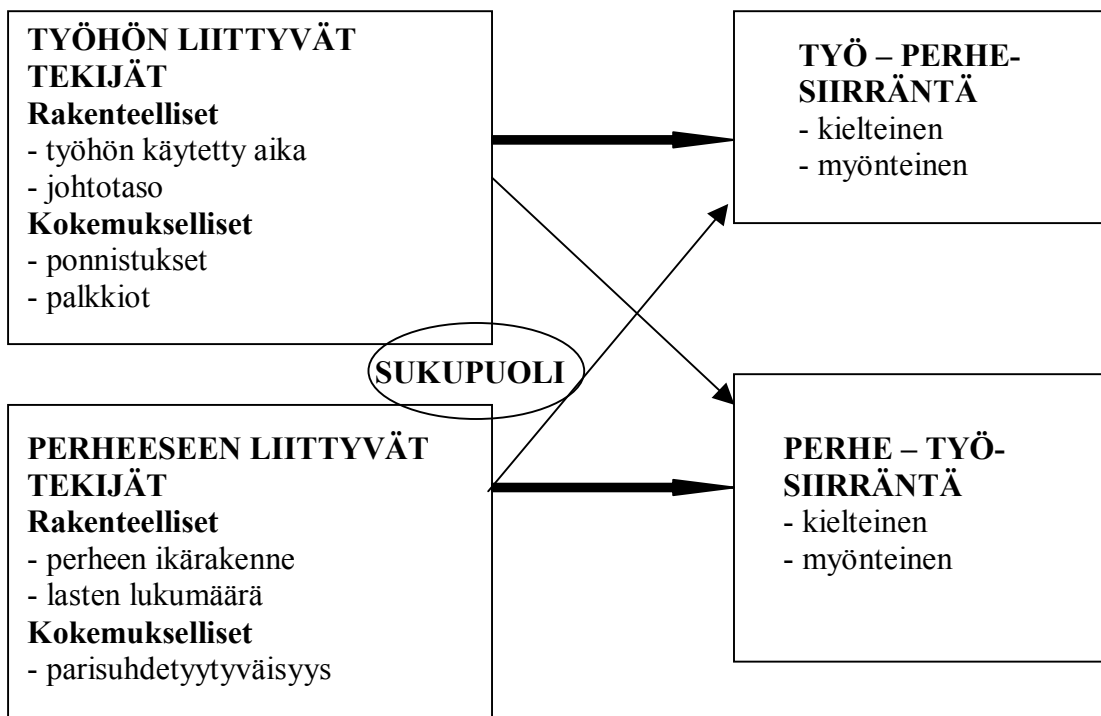 TYÖHÖN LIITTYVÄT
TEKIJÄT
Rakenteelliset
- työhön käytetty aika
- johtotaso
Kokemukselliset
- ponnistukset
- palkkiot
TYÖ – PERHE-
SIIRRÄNTÄ
- kielteinen
- myönteinen
SUKUPUOLI
PERHEESEEN LIITTYVÄT
TEKIJÄT
Rakenteelliset
- perheen ikärakenne
- lasten lukumäärä
Kokemukselliset
- parisuhdetyytyväisyys
PERHE – TYÖ-
SIIRRÄNTÄ
- kielteinen
- myönteinen